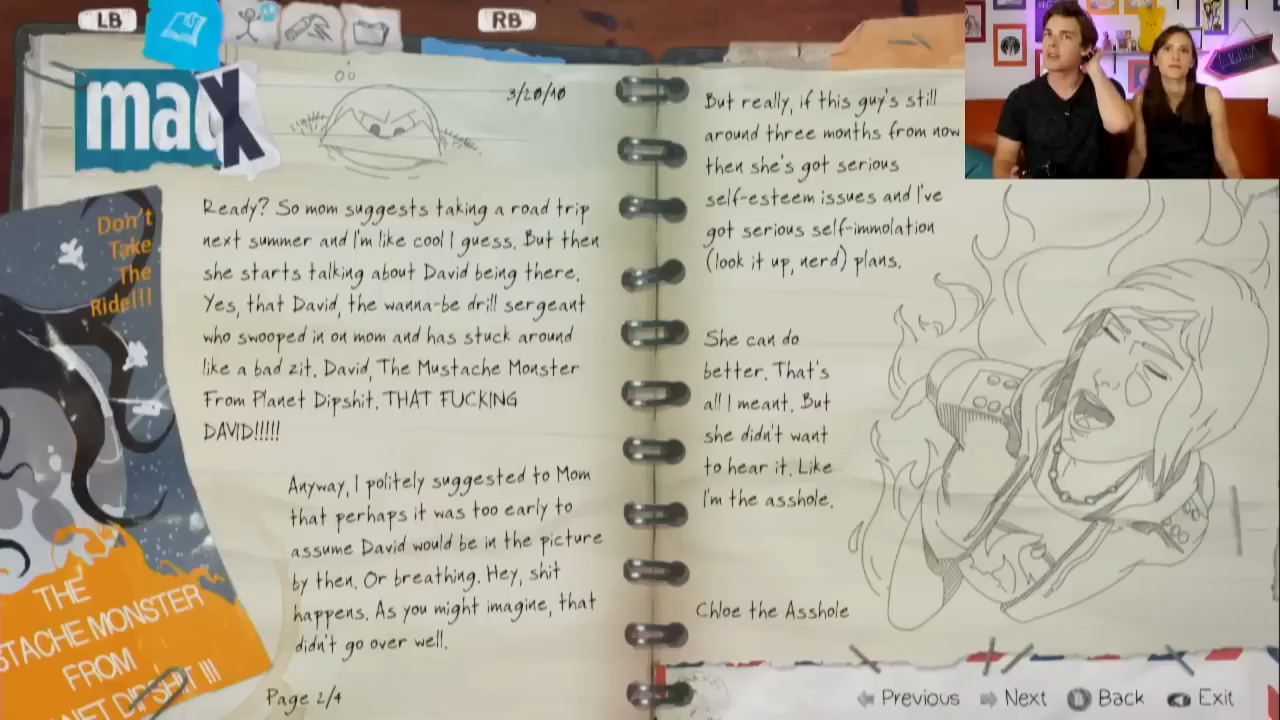 LB
RB
max
3/20/10
Don't
Take
The
Ride!!!
Ready? So mom suggests taking a road trip
next summer and I'm like cool I guess. But then
she starts talking about David being there.
Yes, that David, the wanna-be drill sergeant
who swooped in on mom and has stuck around
like a bad zit. David, The Mustache Monster
From Planet Dipshit. THAT FUCKING
DAVID!!!!!
Anyway, I politely suggested to Mom
that perhaps it was too early to
assume David would be in the picture
by then. Or breathing. Hey, shit
happens. As you might imagine, that
didn't go over well.
THE
STACHE MONSTER
FROM
NET DIPSHIT !!!
Page 2/4
But really, if this guy's still
around three months from now
then she's got serious
self-esteem issues and I've
got serious self-immolation
(look it up, nerd) plans.
She can do
better. That's
all I meant. But
she didn't want
to hear it. Like
I'm the asshole.
Chloe the Asshole
Previous Next Back Exit